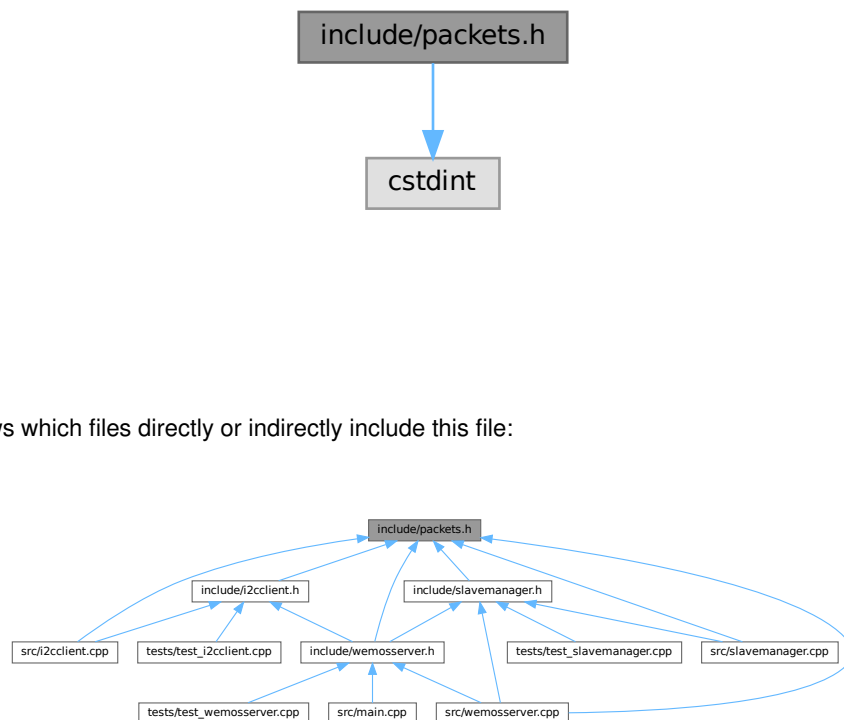 include/packets.h
cstdint
vs which files directly or indirectly include this file:
include/packets.h
include/i2cclient.h
include/slavemanager.h
src/i2cclient.cpp
tests/test_i2cclient.cpp
include/wemosserver.h
tests/test_slavemanager.cpp
src/slavemanager.cpp
tests/test_wemosserver.cpp
src/main.cpp
src/wemosserver.cpp